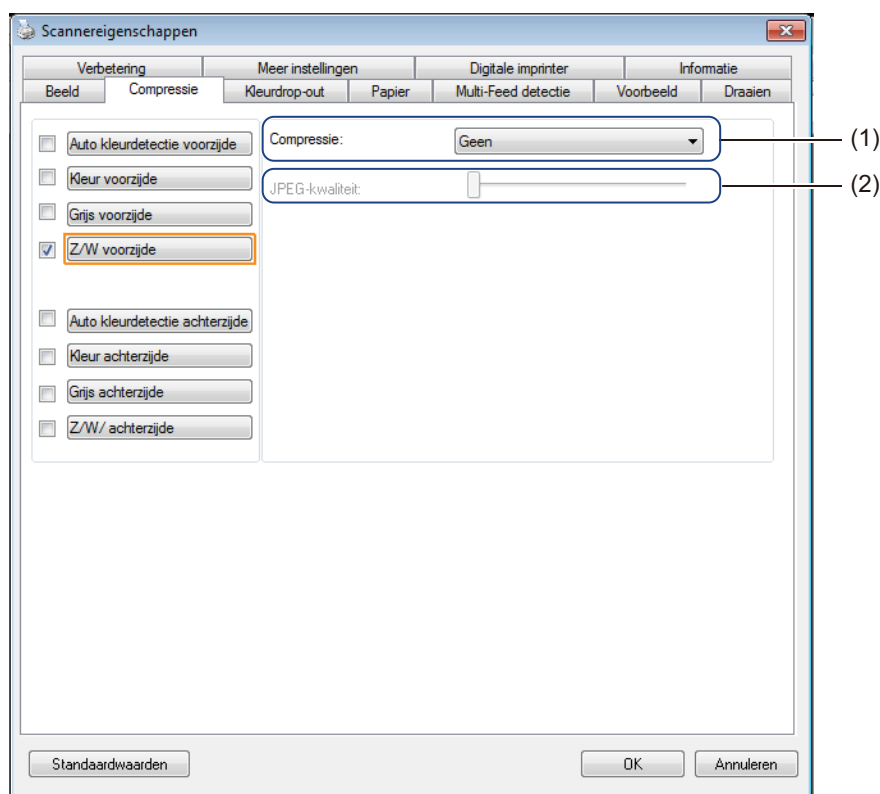 Scannereigenschappen
Verbetering Meer instellingen Digitale imprinter Informatie
Beeld Compressie Kleurdrop-out Papier Multi-Feed detectie Voorbeeld Draaien
Auto kleurdetectie voorzijde
Kleur voorzijde
Grijs voorzijde
Z/W voorzijde
Auto kleurdetectie achterzijde
Kleur achterzijde
Grijs achterzijde
Z/W/ achterzijde
Compressie: Geen (1)
JPEG-kwaliteit: (2)
Standaardwaarden OK Annuleren